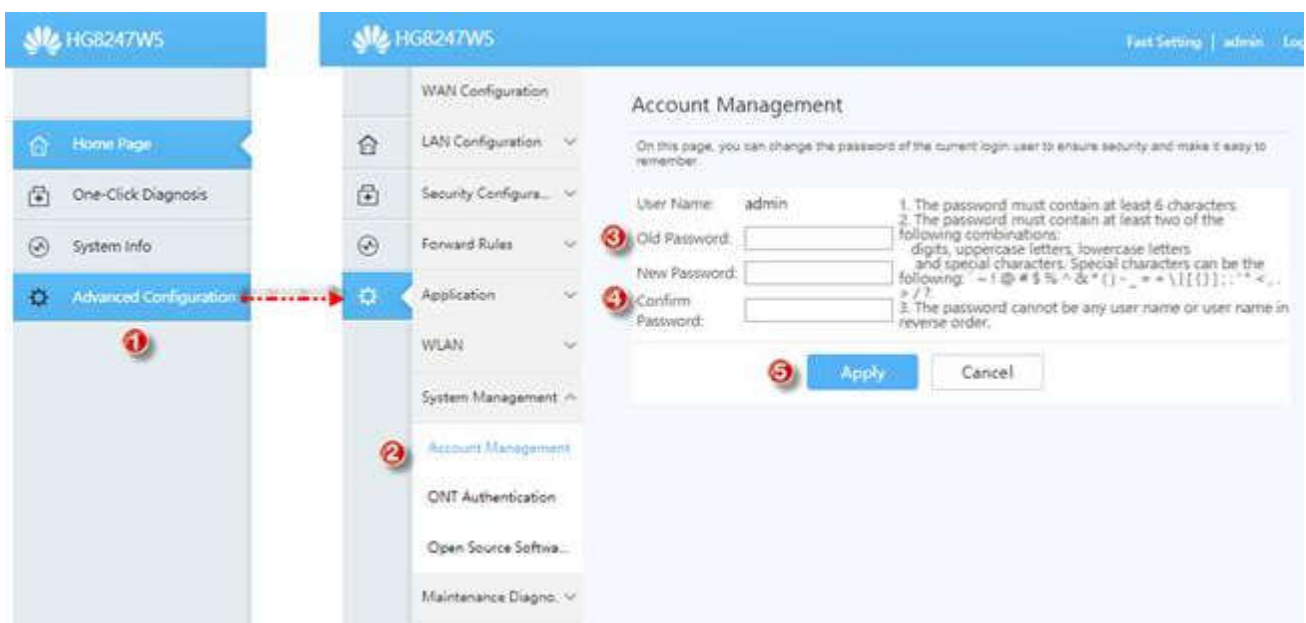 HG8247W5
Home Page
One-Click Diagnosis
System Info
Advanced Configuration
1
HG8247W5
Fast Setting | admin Log
WAN Configuration
LAN Configuration
Security Configura...
Forward Rules
Application
WLAN
System Management
2
Account Management
ONT Authentication
Open Source Softwa...
Maintenance Diagno.
Account Management
On this page, you can change the password of the current login user to ensure security and make it easy to
remember.
User Name: admin
3 Old Password:
New Password:
4 Confirm
Password:
1. The password must contain at least 6 characters
2. The password must contain at least two of the
following combinations:
digits, uppercase letters, lowercase letters
and special characters. Special characters can be the
following:
3. The password cannot be any user name or user name in
reverse order.
5 Apply Cancel